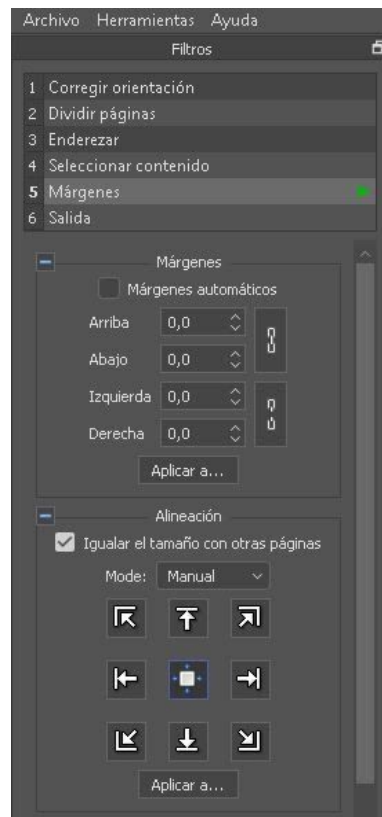 Archivo Herramientas Ayuda
Filtros
1 Corregir orientación
2 Dividir páginas
3 Enderezar
4 Seleccionar contenido
5 Márgenes
6 Salida
Márgenes
Márgenes automáticos
Arriba 0,0
Abajo 0,0
Izquierda 0,0
Derecha 0,0
Aplicar a...
Alineación
Igualar el tamaño con otras páginas
Mode: Manual
Aplicar a...